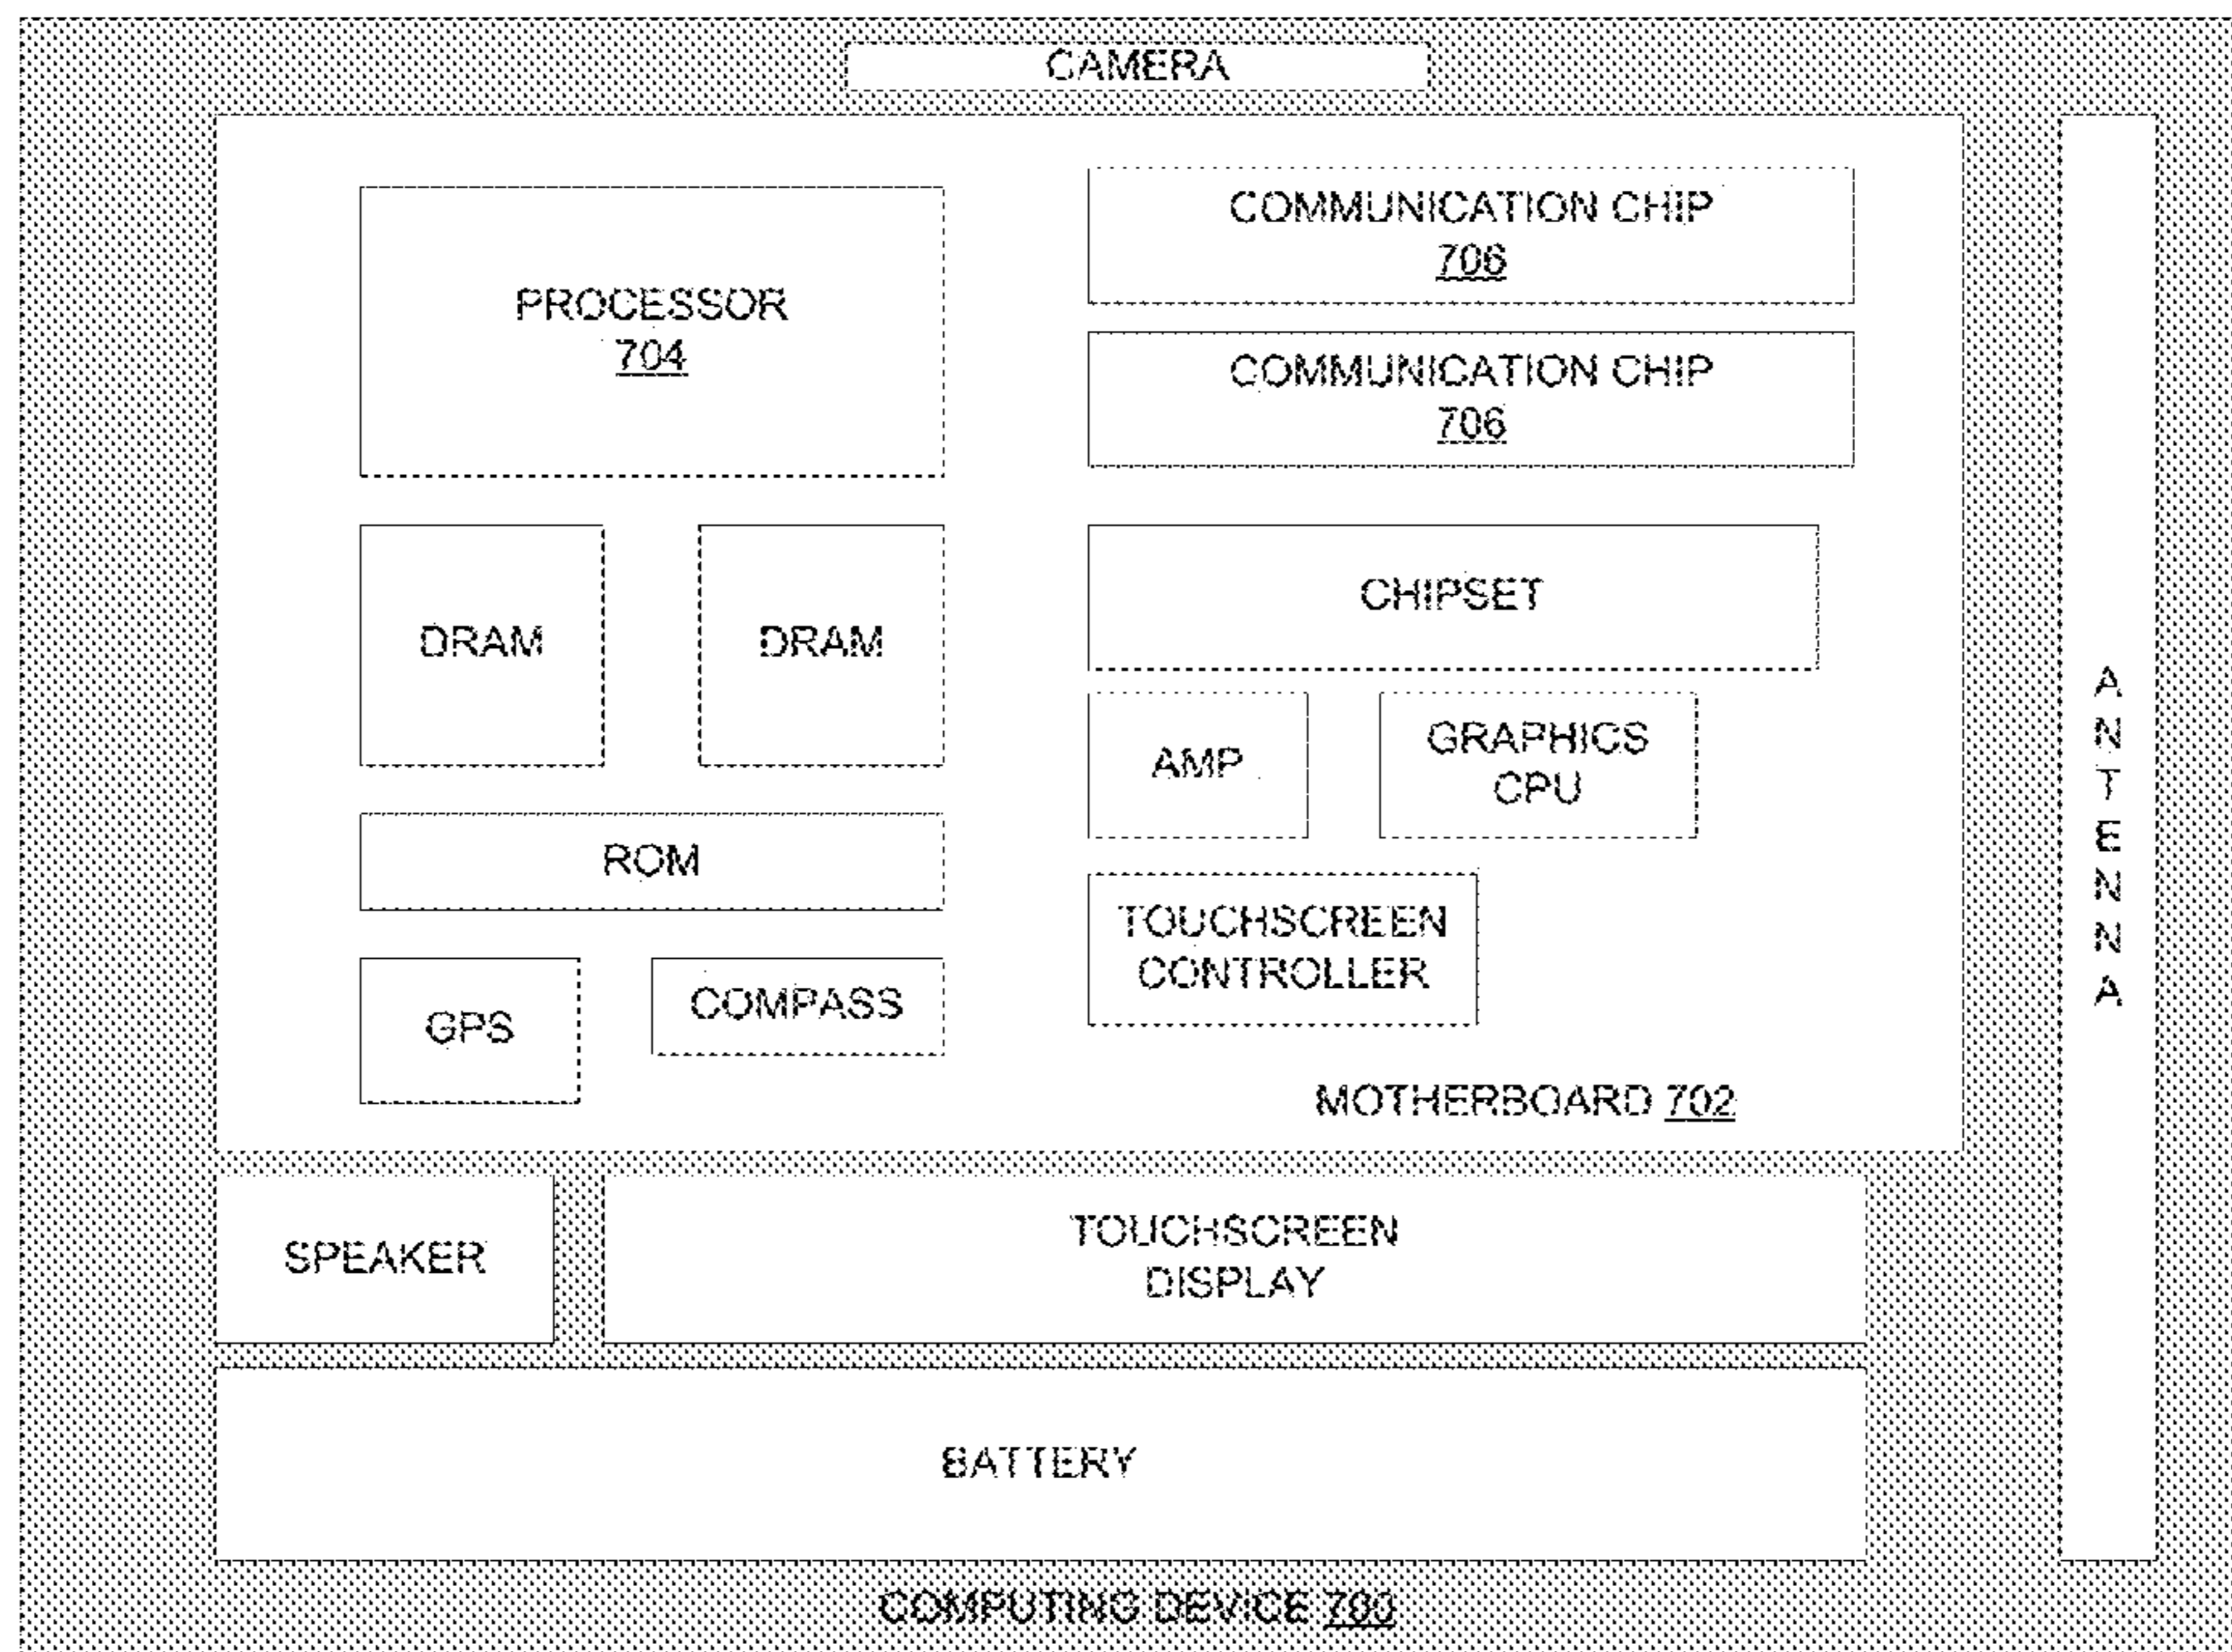 CAMERA
PROCESSOR
704
COMMUNICATION CHIP
706
COMMUNICATION CHIP
706
DRAM
DRAM
CHIPSET
AMP
GRAPHICS
CPU
ROM
TOUCHSCREEN
CONTROLLER
GPS
COMPASS
MOTHERBOARD 702
ANTENNA
SPEAKER
TOUCHSCREEN
DISPLAY
BATTERY
COMPUTING DEVICE 700